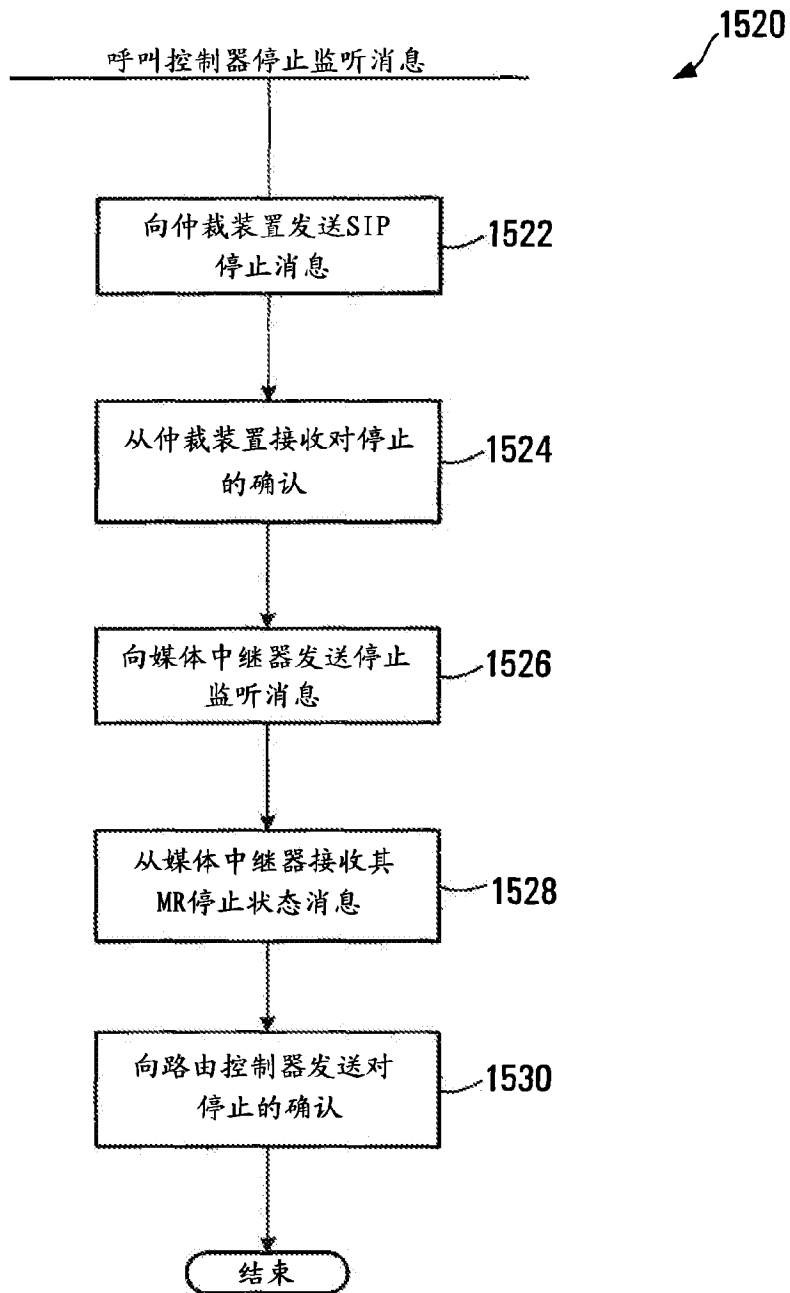 1520
呼叫控制器停止监听消息
向仲裁装置发送SIP
停止消息
1522
从仲裁装置接收对停止
的确认
1524
向媒体中继器发送停止
监听消息
1526
从媒体中继器接收其
MR停止状态消息
1528
向路由控制器发送对
停止的确认
1530
结束